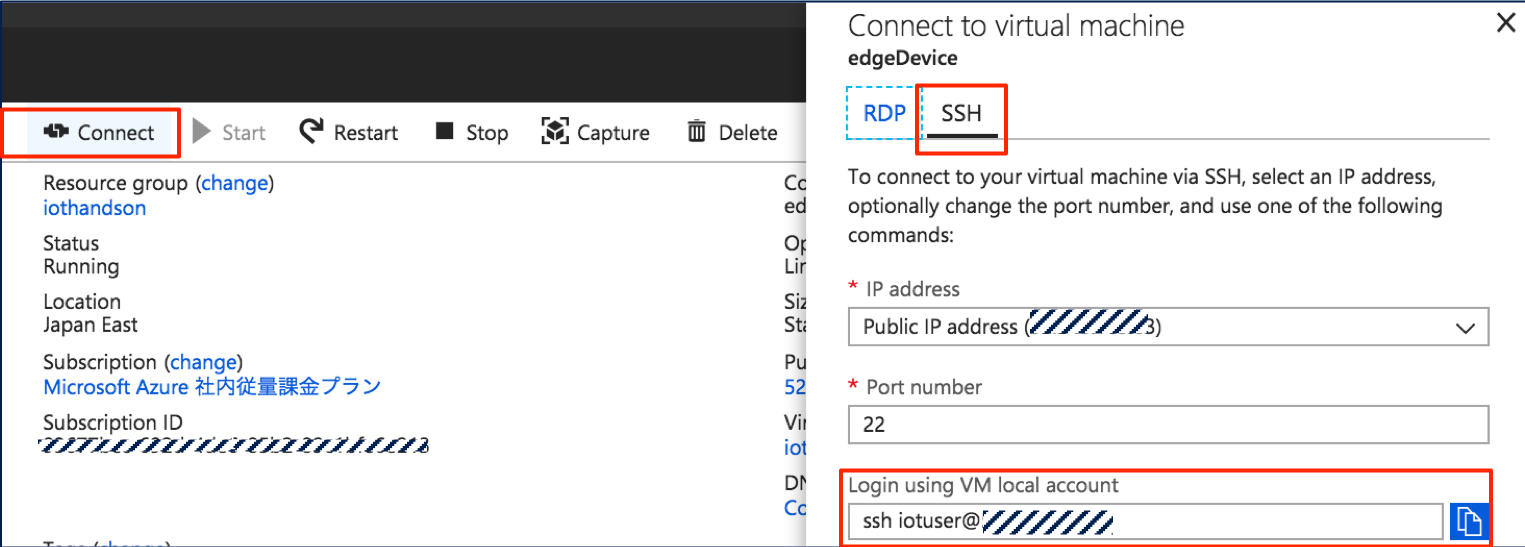 Connect
Start
Restart
Stop
Capture
Delete
Resource group (change)
iothandson
Status
Running
Location
Japan East
Subscription (change)
Microsoft Azure 社内従量課金プラン
Subscription ID
Co
ed
Op
Lin
Siz
Sta
Pu
52
Vir
iot
DN
Co
Connect to virtual machine
edgeDevice
RDP
SSH
To connect to your virtual machine via SSH, select an IP address,
optionally change the port number, and use one of the following
commands:
* IP address
Public IP address (3)
* Port number
22
Login using VM local account
ssh iotuser@